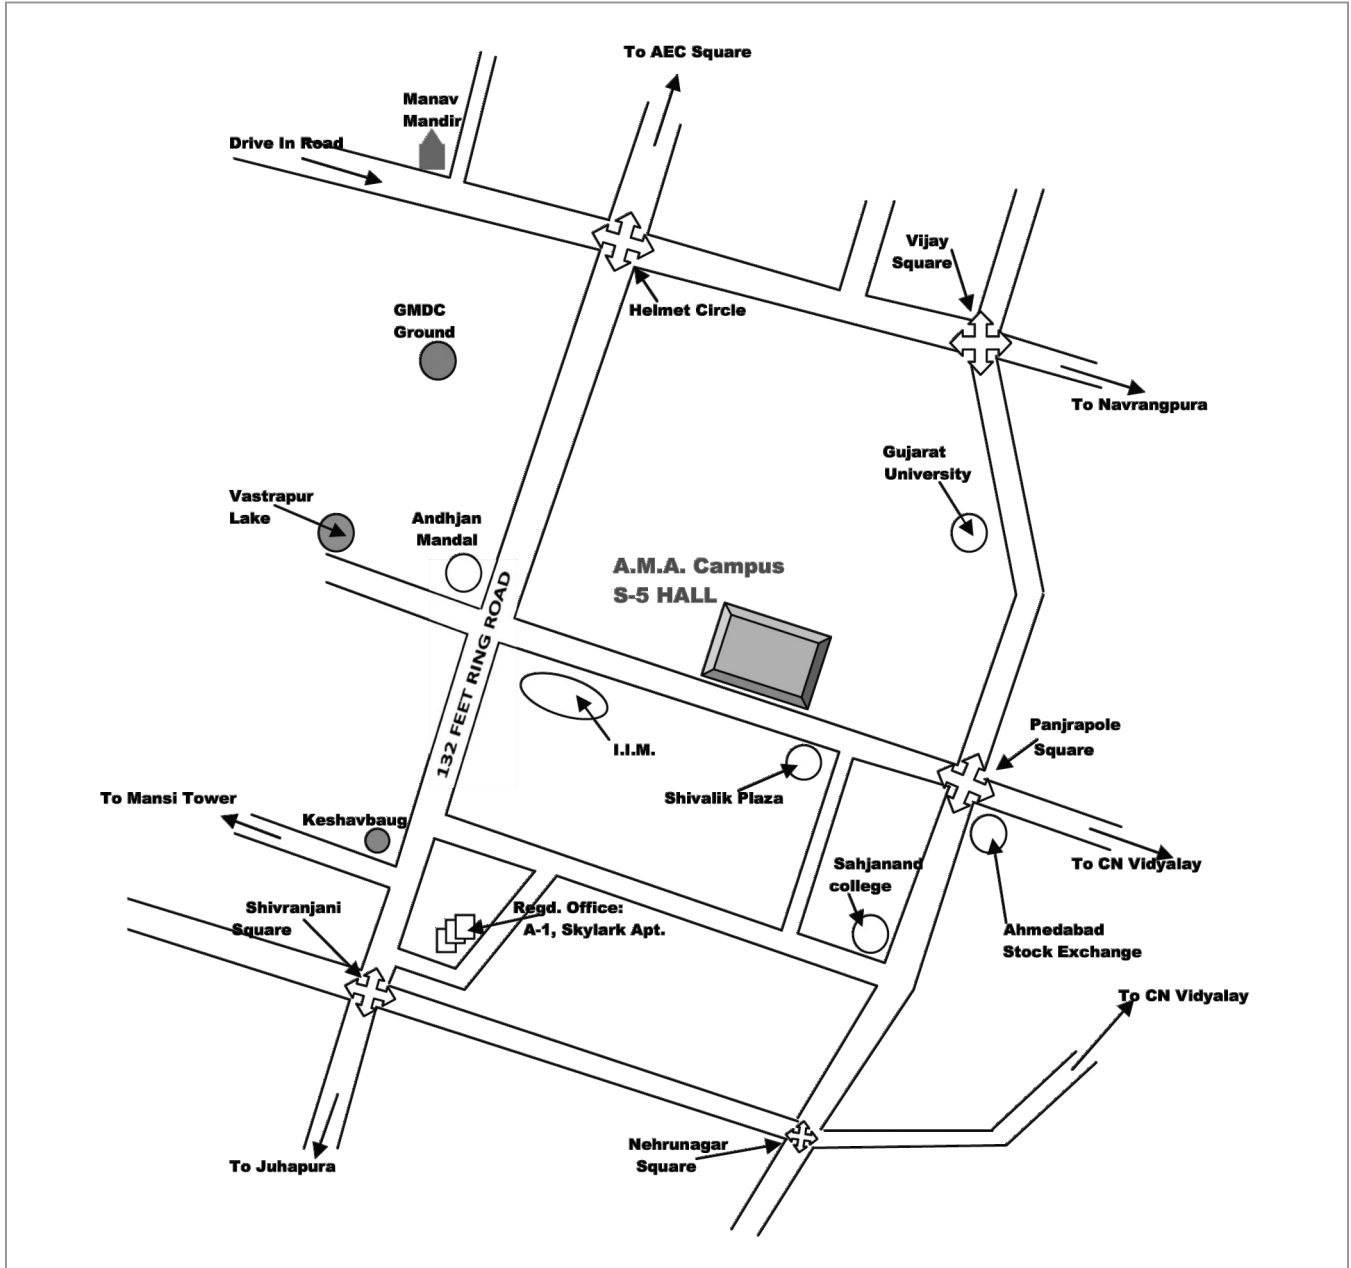 To AEC Square
Manav
Mandir
Drive In Road
Vijay
Square
Helmet Circle
GMDC
Ground
To Navrangpura
Gujarat
University
Vastrapur
Lake
Andhjan
Mandal
A.M.A. Campus
S-5 HALL
132 FEET RING ROAD
Panjrapole
Square
I.I.M.
Shivalik Plaza
To Mansi Tower
Keshavbaug
To CN Vidyalay
Sahjanand
college
Shivranjani
Square
Regd. Office:
A-1, Skylark Apt.
Ahmedabad
Stock Exchange
To CN Vidyalay
Nehrunagar
Square
To Juhapura